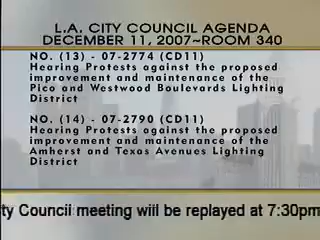 L.A. CITY COUNCIL AGENDA
DECEMBER 11, 2007~ROOM 340
NO. (13) - 07-2774 (CD11)
Hearing Protests against the proposed
improvement and maintenance of the
Pico and Westwood Boulevards Lighting
District
NO. (14) - 07-2790 (CD11)
Hearing Protests against the proposed
improvement and maintenance of the
Amherst and Texas Avenues Lighting
District
ty Council meeting will be replayed at 7:30pm